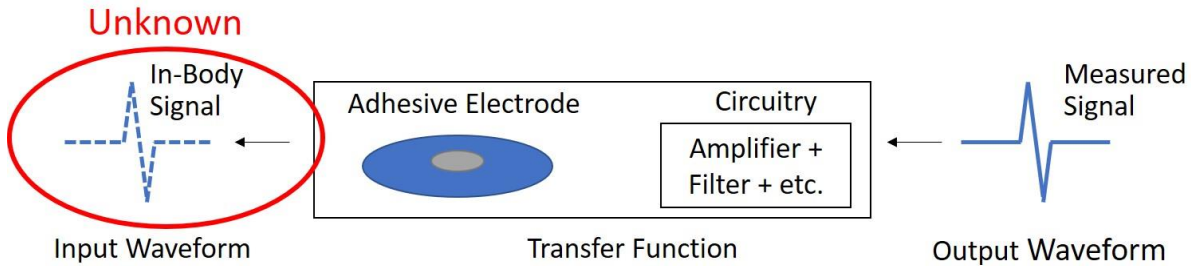 Unknown
In-Body
Signal
Adhesive Electrode
Circuitry
Amplifier +
Filter + etc.
Measured
Signal
Input Waveform
Transfer Function
Output Waveform